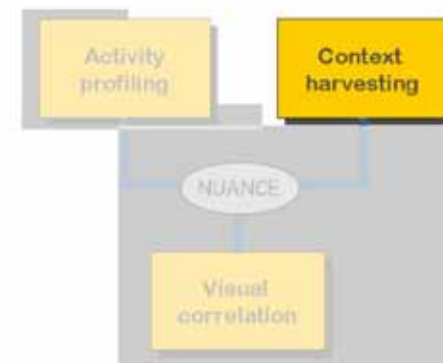 Activity
profiling
Context
harvesting
NUANCE
Visual
correlation